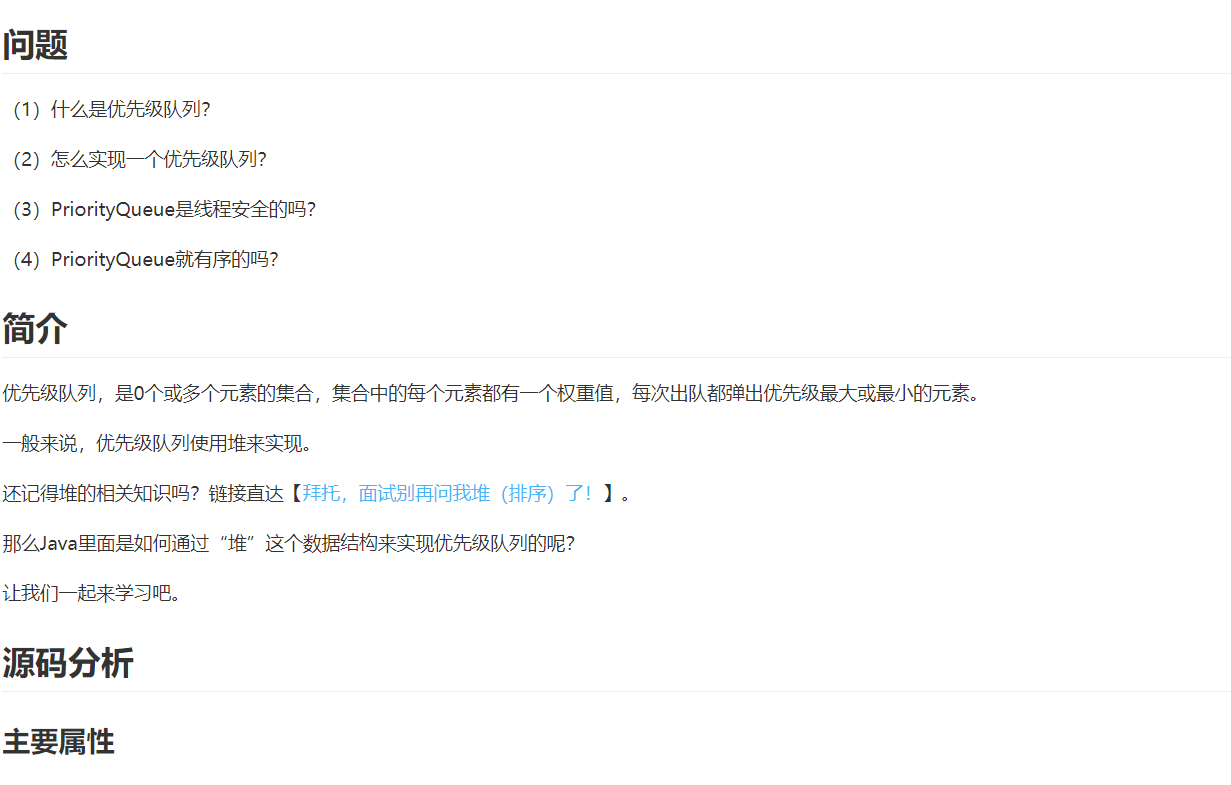 问题
（1）什么是优先级队列？
（2）怎么实现一个优先级队列？
（3）PriorityQueue是线程安全的吗？
（4）PriorityQueue就有序的吗？
简介
优先级队列，是0个或多个元素的集合，集合中的每个元素都有一个权重值，每次出队都弹出优先级最大或最小的元素。
一般来说，优先级队列使用堆来实现。
还记得堆的相关知识吗？链接直达【拜托，面试别再问我堆（排序）了！】。
那么Java里面是如何通过“堆”这个数据结构来实现优先级队列的呢？
让我们一起来学习吧。
源码分析
主要属性